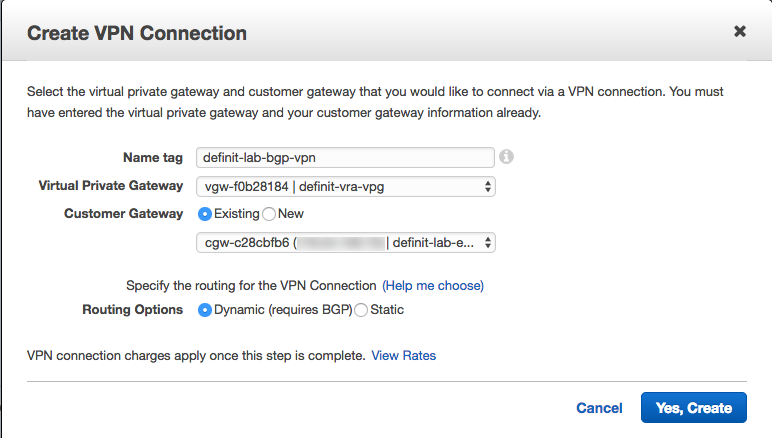 Create VPN Connection
Select the virtual private gateway and customer gateway that you would like to connect via a VPN connection. You must
have entered the virtual private gateway and your customer gateway information already.
Name tag definit-lab-bgp-vpn
Virtual Private Gateway vgw-f0b28184 | definit-vra-vpg
Customer Gateway Existing New
cgw-c28cbfb6 ( | definit-lab-e...
Specify the routing for the VPN Connection (Help me choose)
Routing Options Dynamic (requires BGP) Static
VPN connection charges apply once this step is complete. View Rates
Cancel Yes, Create